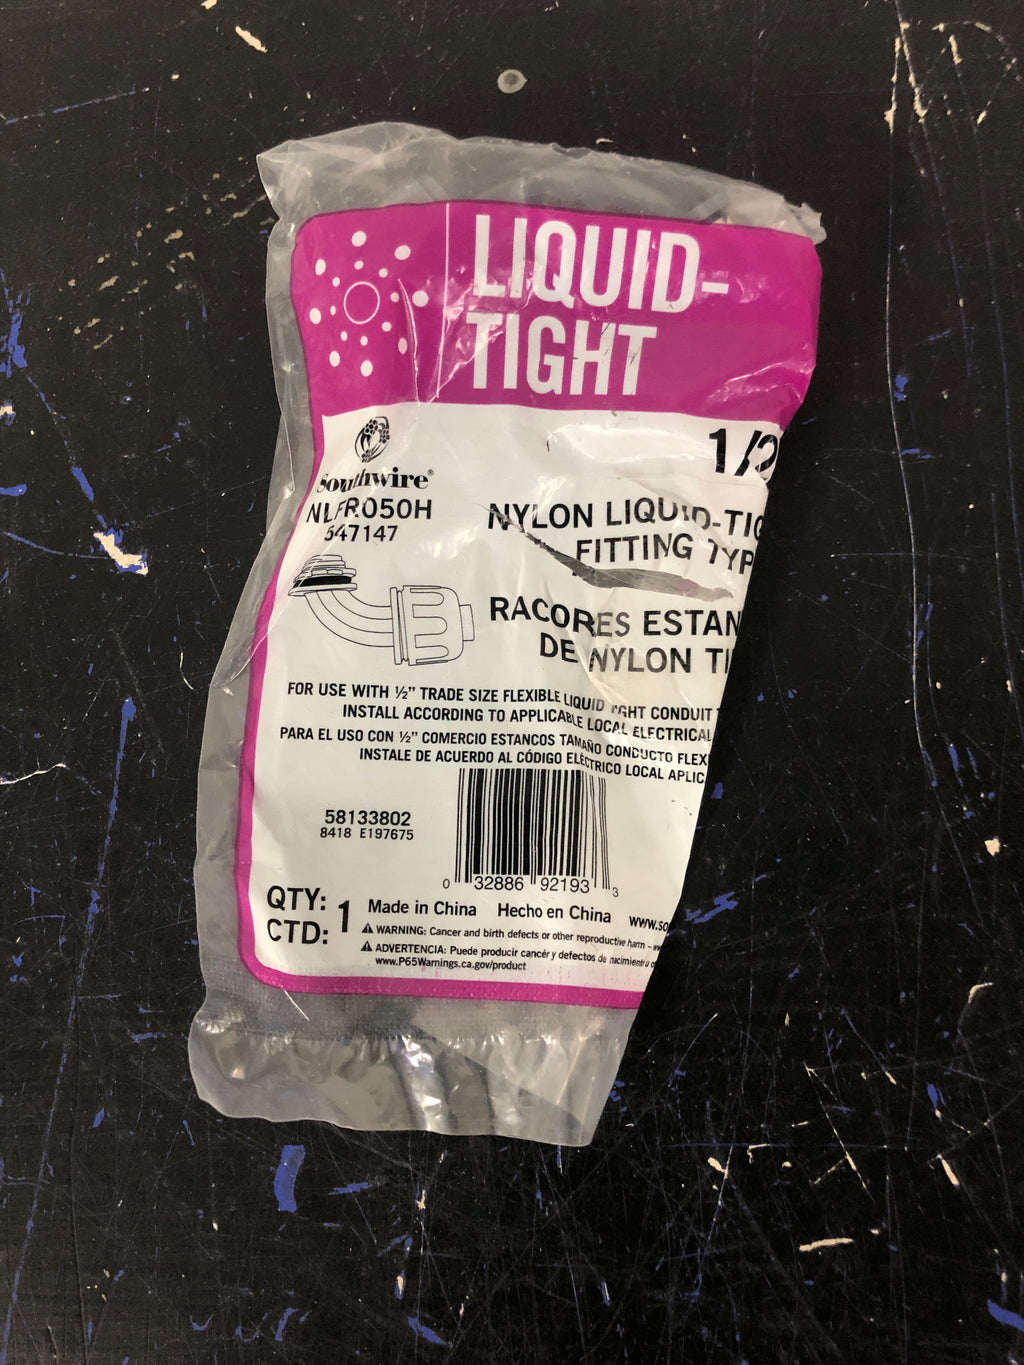 LIQUID-
TIGHT
1/2
Southwire®
NLFR050H
547147
NYLON LIQUID-TIG
FITTING TYP
RACORES ESTAN
DE NYLON TI
FOR USE WITH ½" TRADE SIZE FLEXIBLE LIQUID TIGHT CONDUIT
INSTALL ACCORDING TO APPLICABLE LOCAL ELECTRICAL
PARA EL USO CON ½" COMERCIO ESTANCOS TAMAÑO CONDUCTO FLEX
INSTALE DE ACUERDO AL CÓDIGO ELÉCTRICO LOCAL APLIC
58133802
8418 E197675
0 32886 92193 3
QTY: 1
CTD:
Made in China Hecho en China www.so
⚠ WARNING: Cancer and birth defects or other reproductive harm –
⚠ ADVERTENCIA: Puede producir cancér y defectos de nacimiento
www.P65Warnings.ca.gov/product